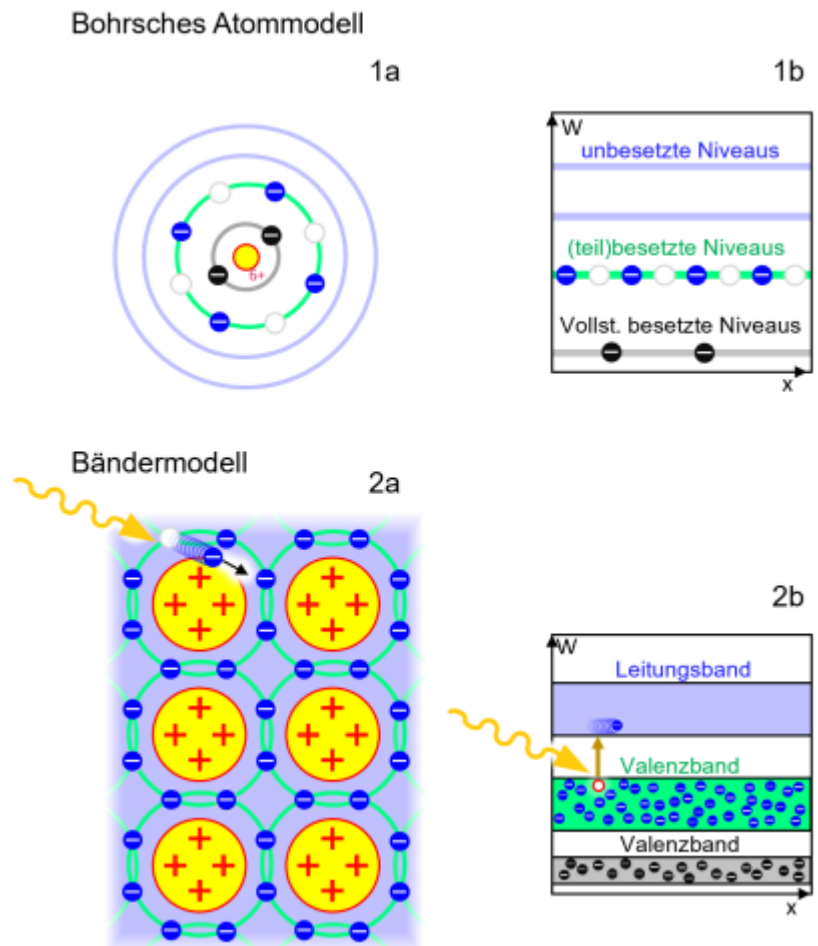 Bohrsches Atommodell
1a
6+
1b
W
unbesetzte Niveaus
(teil)besetzte Niveaus
Vollst. besetzte Niveaus
x
Bändermodell
2a
+ + + +
+ + + +
+ + + +
+ + + +
+ + + +
+ + + +
2b
W
Leitungsband
Valenzband
Valenzband
x